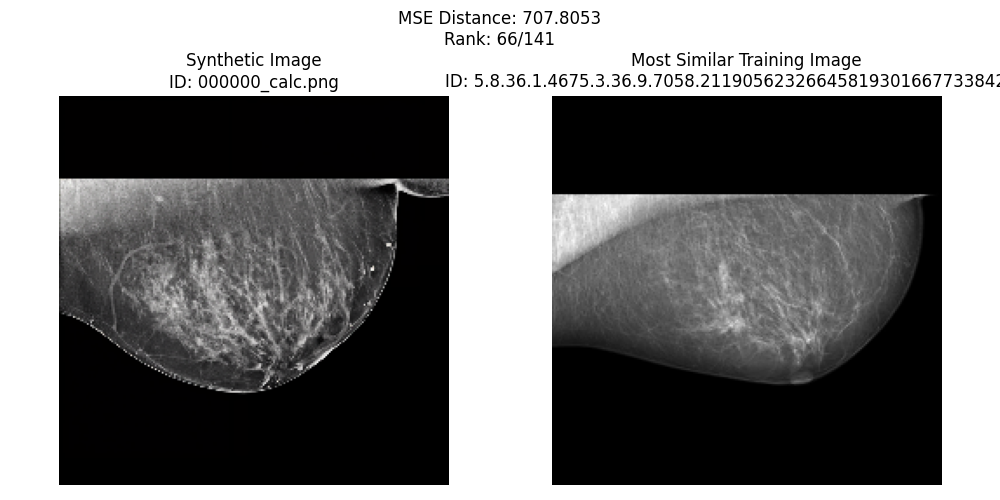 MSE Distance: 707.8053
Rank: 66/141
Synthetic Image
ID: 000000_calc.png
Most Similar Training Image
ID: 5.8.36.1.4675.3.36.9.7058.21190562326645819301667733842